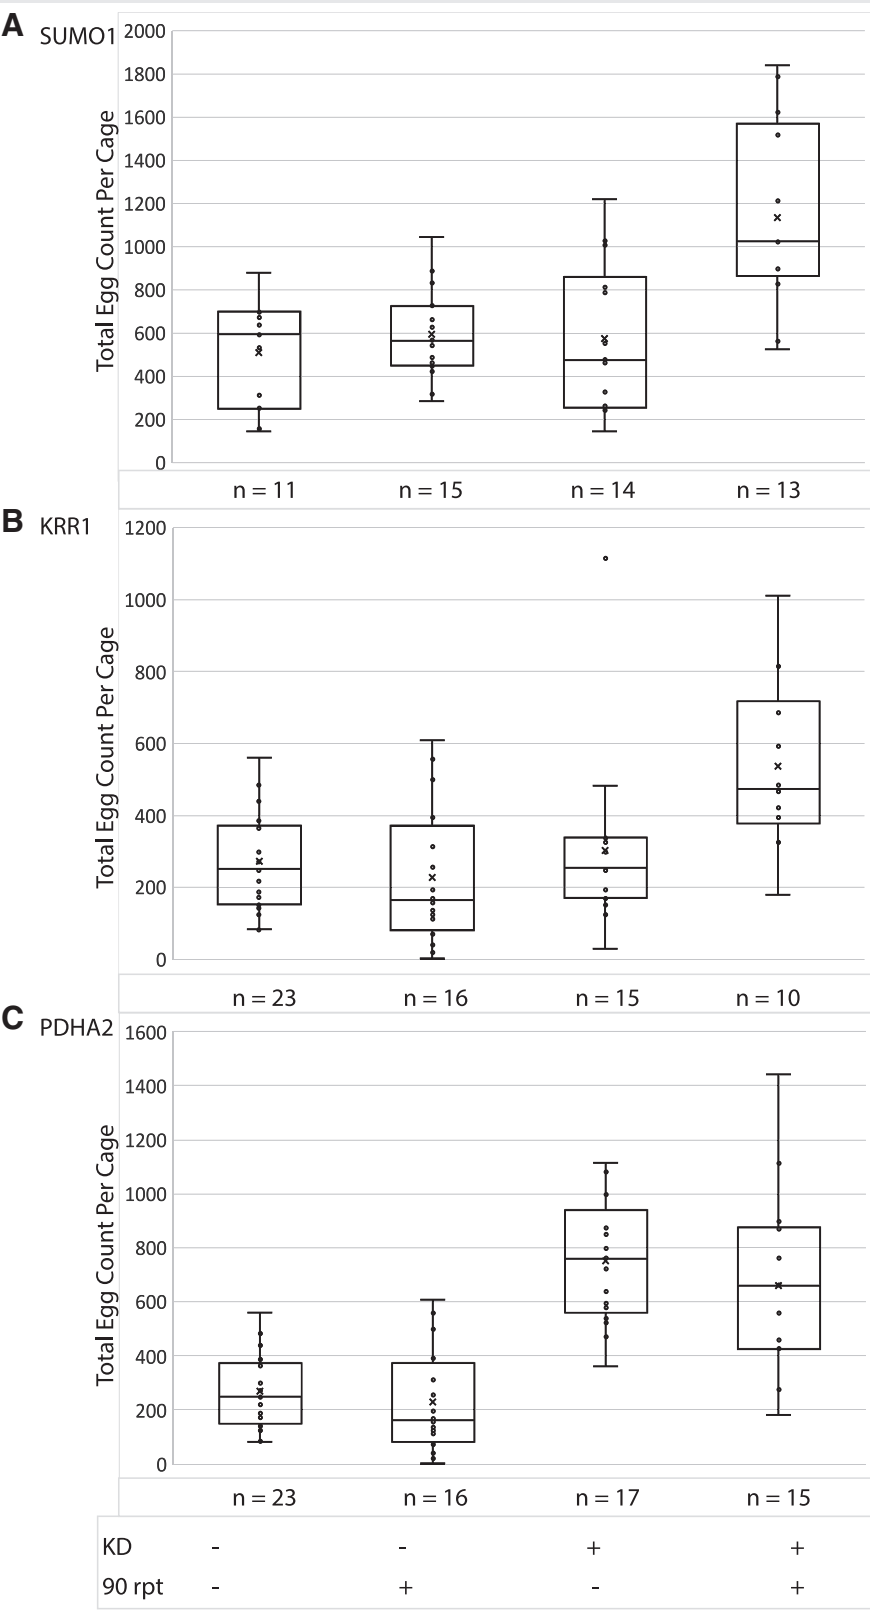 A SUMO1
Total Egg Count Per Cage
2000
1800
1600
1400
1200
1000
800
600
400
200
0
n = 11 n = 15 n = 14 n = 13
B KRR1
Total Egg Count Per Cage
1200
1000
800
600
400
200
0
n = 23 n = 16 n = 15 n = 10
C PDHA2
Total Egg Count Per Cage
1600
1400
1200
1000
800
600
400
200
0
n = 23 n = 16 n = 17 n = 15
KD - - + +
90 rpt - + - +